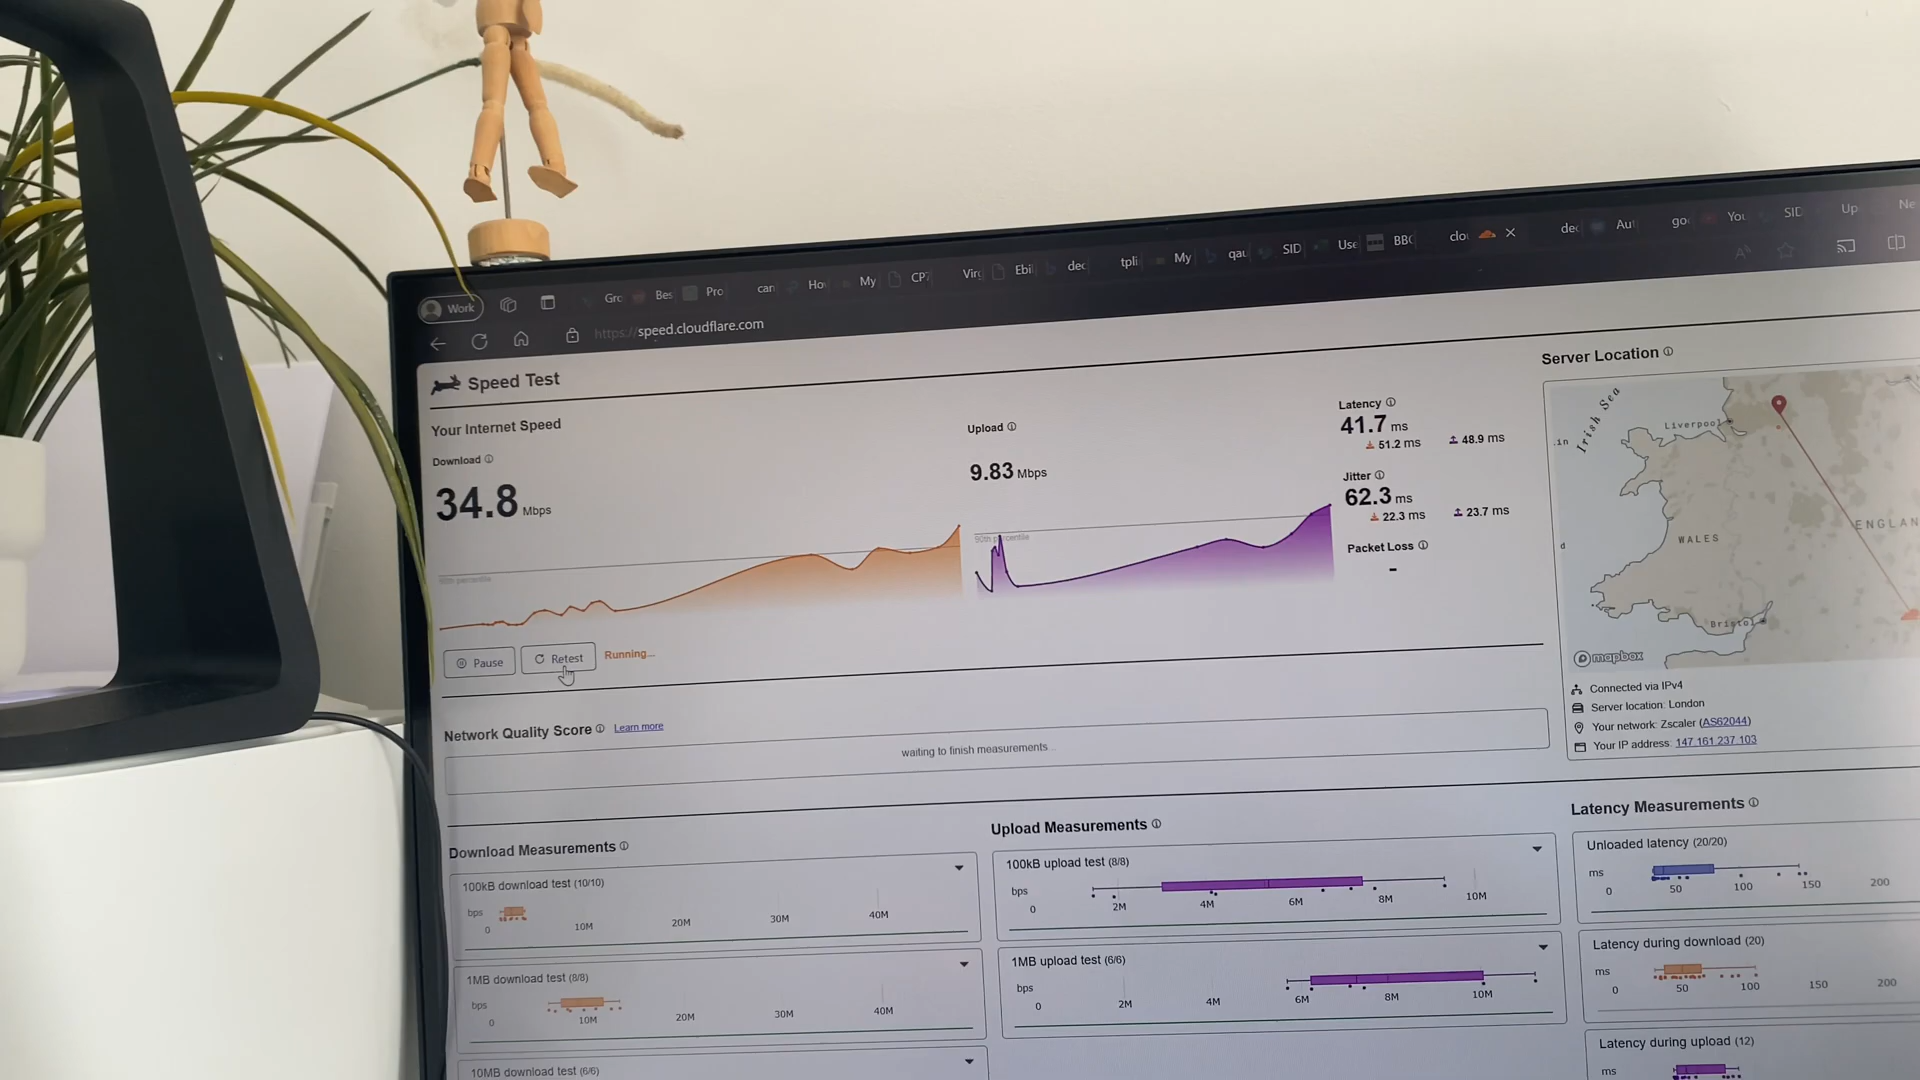 Work
Gro
Bes
Pro
can
Ho
My
CP
Virg
Ebi
dec
tpli
My
qau
SID
Use
BBC
clo
dec
Aut
go
You
SID
Up
Ne
https://speed.cloudflare.com
Speed Test
Your Internet Speed
Download
34.8 Mbps
90th percentile
Upload
9.83 Mbps
90th percentile
Latency
41.7 ms
51.2 ms 48.9 ms
Jitter
62.3 ms
22.3 ms 23.7 ms
Packet Loss
-
Pause
Retest
Running...
Server Location
Irish Sea
Liverpool
WALES
ENGLAN
Bristol
mapbox
Connected via IPv4
Server location: London
Your network: Zscaler (AS62044)
Your IP address: 147.161.237.103
Network Quality Score Learn more
waiting to finish measurements...
Download Measurements
100kB download test (10/10)
bps
0 10M 20M 30M 40M
1MB download test (8/8)
bps
0 10M 20M 30M 40M
10MB download test (6/6)
Upload Measurements
100kB upload test (8/8)
bps
0 2M 4M 6M 8M 10M
1MB upload test (6/6)
bps
0 2M 4M 6M 8M 10M
Latency Measurements
Unloaded latency (20/20)
ms
0 50 100 150 200
Latency during download (20)
ms
0 50 100 150 200
Latency during upload (12)
ms